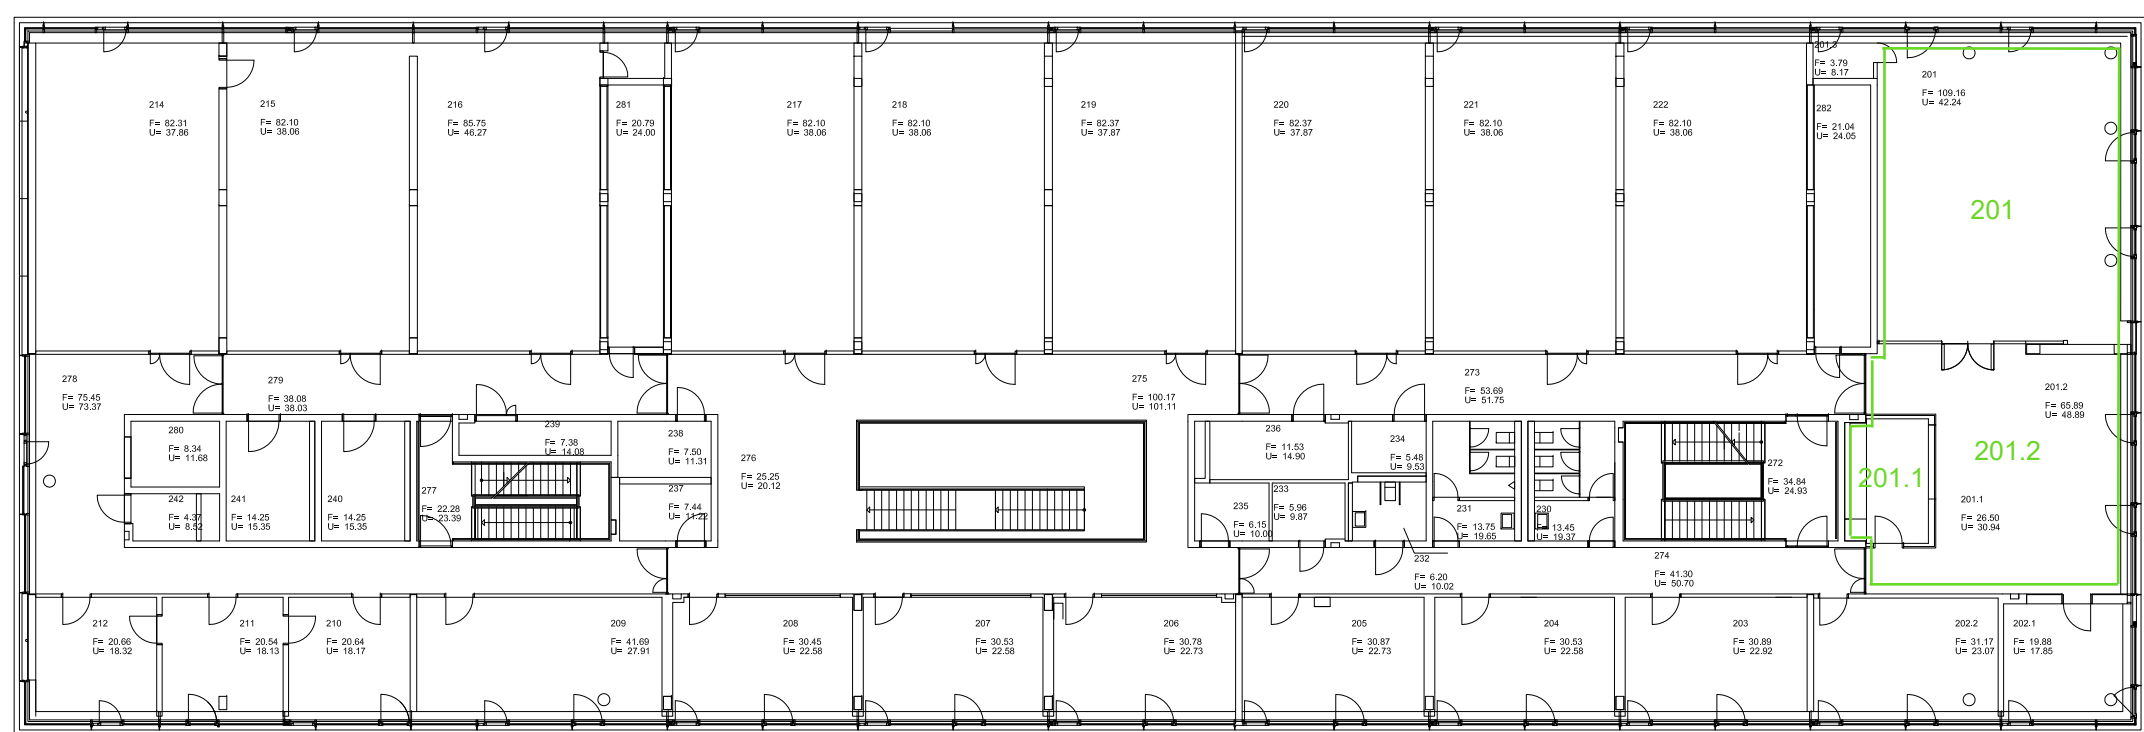 214
F= 82.31
U= 37.86
215
F= 82.10
U= 38.06
216
F= 85.75
U= 46.27
281
F= 20.79
U= 24.00
217
F= 82.10
U= 38.06
218
F= 82.10
U= 38.06
219
F= 82.37
U= 37.87
220
F= 82.37
U= 37.87
221
F= 82.10
U= 38.06
222
F= 82.10
U= 38.06
201.3
F= 3.79
U= 8.17
282
F= 21.04
U= 24.05
201
F= 109.16
U= 42.24
201
278
F= 75.45
U= 73.37
279
F= 38.08
U= 38.03
275
F= 100.17
U= 101.11
273
F= 53.69
U= 51.75
201.2
F= 65.89
U= 48.89
280
F= 8.34
U= 11.68
239
F= 7.38
U= 14.08
238
F= 7.50
U= 11.31
276
F= 25.25
U= 20.12
236
F= 11.53
U= 14.90
234
F= 5.48
U= 9.53
272
F= 34.84
U= 24.93
201.1
201.2
242
F= 4.37
U= 8.52
241
F= 14.25
U= 15.35
240
F= 14.25
U= 15.35
277
F= 22.28
U= 23.39
237
F= 7.44
U= 11.22
235
F= 6.15
U= 10.00
233
F= 5.96
U= 9.87
231
F= 13.75
U= 19.65
230
F= 13.45
U= 19.37
201.1
F= 26.50
U= 30.94
232
F= 6.20
U= 10.02
274
F= 41.30
U= 50.70
212
F= 20.66
U= 18.32
211
F= 20.54
U= 18.13
210
F= 20.64
U= 18.17
209
F= 41.69
U= 27.91
208
F= 30.45
U= 22.58
207
F= 30.53
U= 22.58
206
F= 30.78
U= 22.73
205
F= 30.87
U= 22.73
204
F= 30.53
U= 22.58
203
F= 30.89
U= 22.92
202.2
F= 31.17
U= 23.07
202.1
F= 19.88
U= 17.85